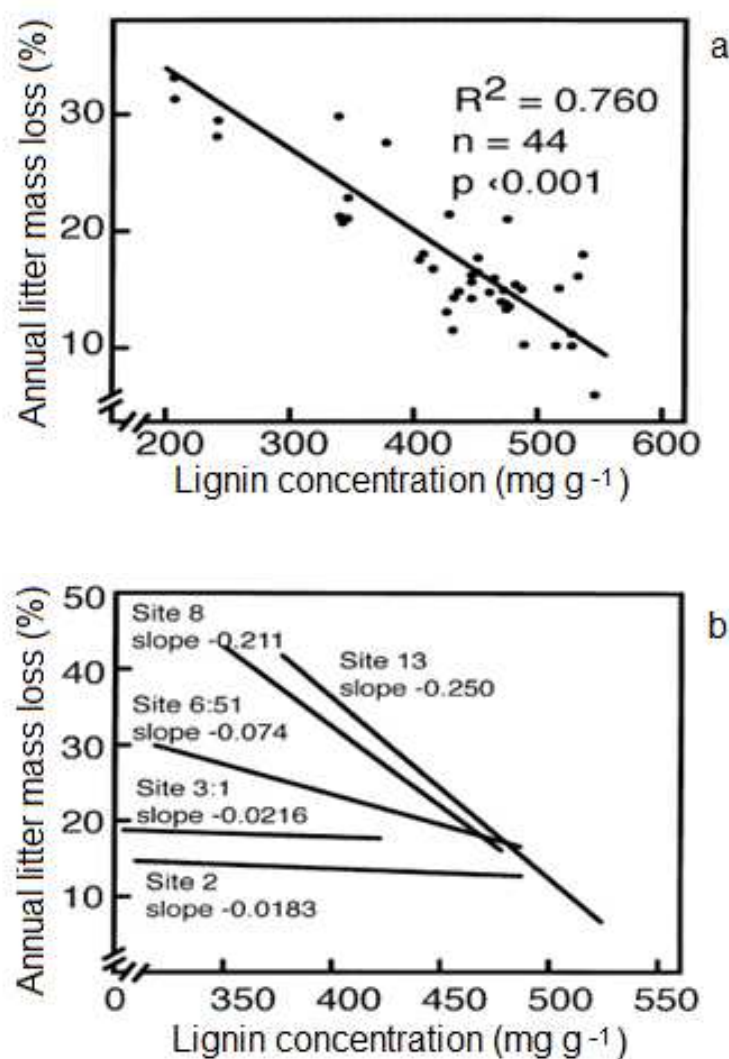 a
Annual litter mass loss (%)
30
20
10
R² = 0.760
n = 44
p <0.001
200 300 400 500 600
Lignin concentration (mg g⁻¹)
b
Annual litter mass loss (%)
50
40
30
20
10
Site 8
slope -0.211
Site 13
slope -0.250
Site 6:51
slope -0.074
Site 3:1
slope -0.0216
Site 2
slope -0.0183
0 350 400 450 500 550
Lignin concentration (mg g⁻¹)